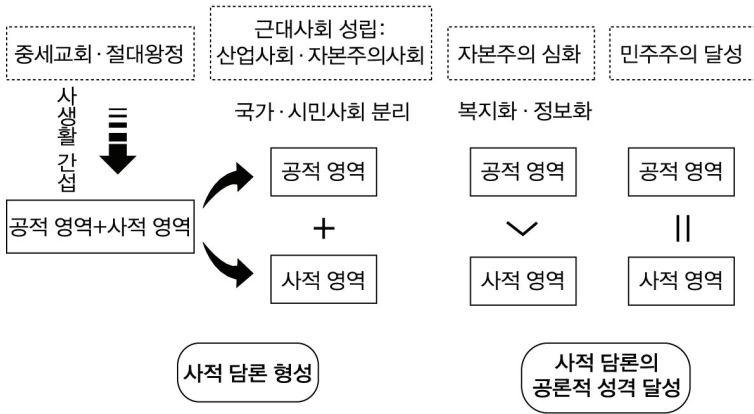 중세교회·절대왕정
근대사회 성립:
산업사회·자본주의사회
자본주의 심화
민주주의 달성
사생활 간섭
국가·시민사회 분리
복지화·정보화
공적 영역+사적 영역
공적 영역
+
사적 영역
공적 영역
사적 영역
공적 영역
사적 영역
사적 담론 형성
사적 담론의
공론적 성격 달성